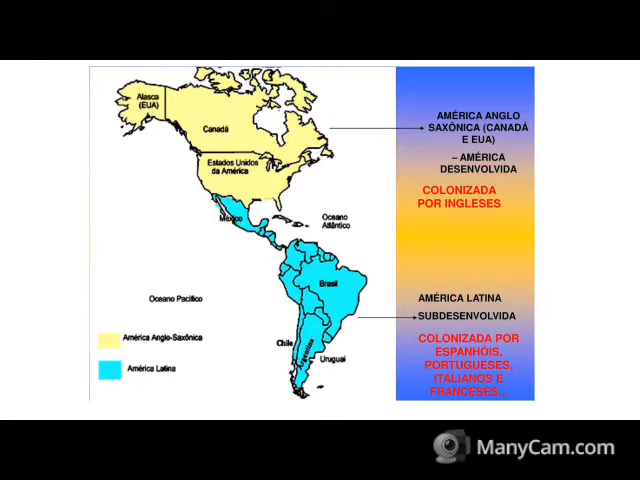 Alasca
(EUA)
Canadá
Estados Unidos
da América
México
Oceano
Atlântico
Brasil
Oceano Pacífico
Chile
Argentina
Uruguai
América Anglo-Saxônica
América Latina
AMÉRICA ANGLO
SAXÔNICA (CANADÁ
E EUA)
– AMÉRICA
DESENVOLVIDA
COLONIZADA
POR INGLESES
AMÉRICA LATINA
SUBDESENVOLVIDA
COLONIZADA POR
ESPANHÓIS,
PORTUGUESES,
ITALIANOS E
FRANCESES...
ManyCam.com